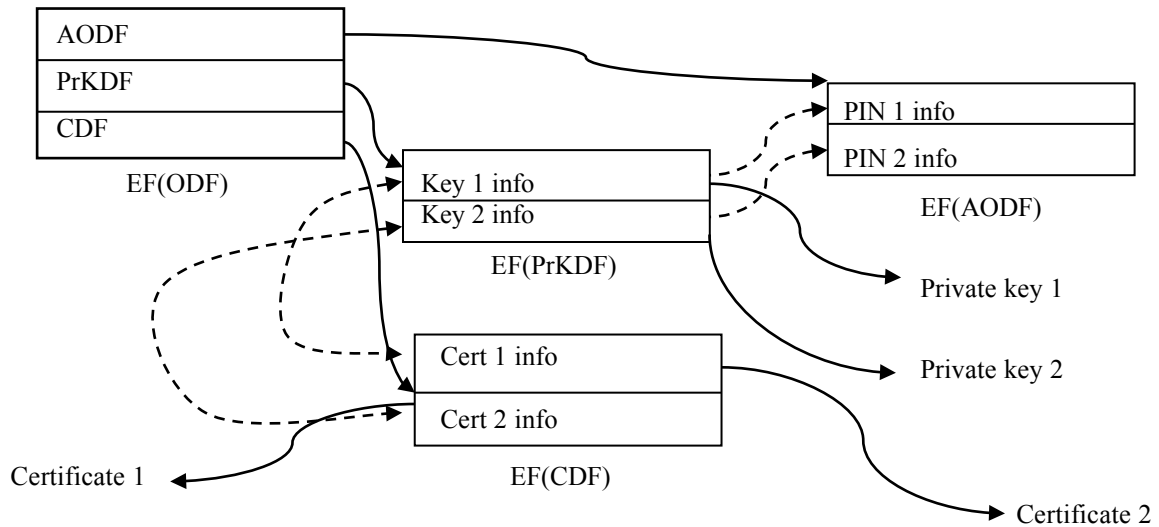 AODF
PrKDF
CDF
EF(ODF)
PIN 1 info
PIN 2 info
EF(AODF)
Key 1 info
Key 2 info
EF(PrKDF)
Private key 1
Private key 2
Cert 1 info
Cert 2 info
EF(CDF)
Certificate 1
Certificate 2